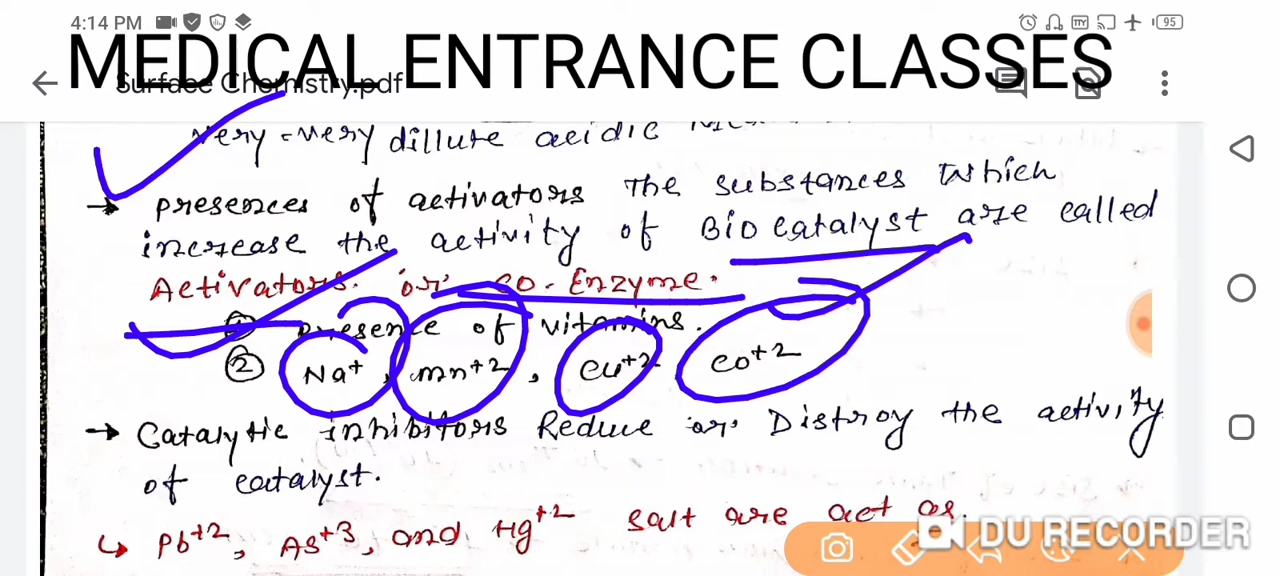 4:14 PM
95
MEDICAL ENTRANCE CLASSES
Surface Chemistry.pdf
very-very dillute acidic
→ presences of activators The substances which
increase the activity of Bio catalyst are called
Activators. or co-Enzyme.
① presence of vitamins.
② Na+, mn+2, Cu+2 Co+2
→ Catalytic inhibitors Reduce or Distroy the activity
of catalyst.
↳ Pb+2, As+3, and Hg+2 salt are act as.
DU RECORDER